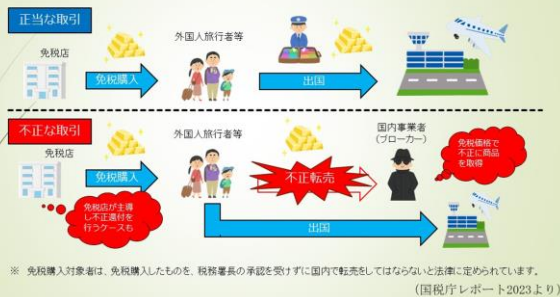 正当な取引
免税店
免税購入
外国人旅行者等
出国
不正な取引
免税店
免税購入
免税店が主導
し不正還付を
行うケースも
外国人旅行者等
不正転売
出国
国内事業者
(ブローカー)
免税価格で
不正に商品
を取得
※ 免税購入対象者は、免税購入したものを、税務署長の承認を受けずに国内で転売をしてはならないと法律に定められています。
(国税庁レポート2023より)